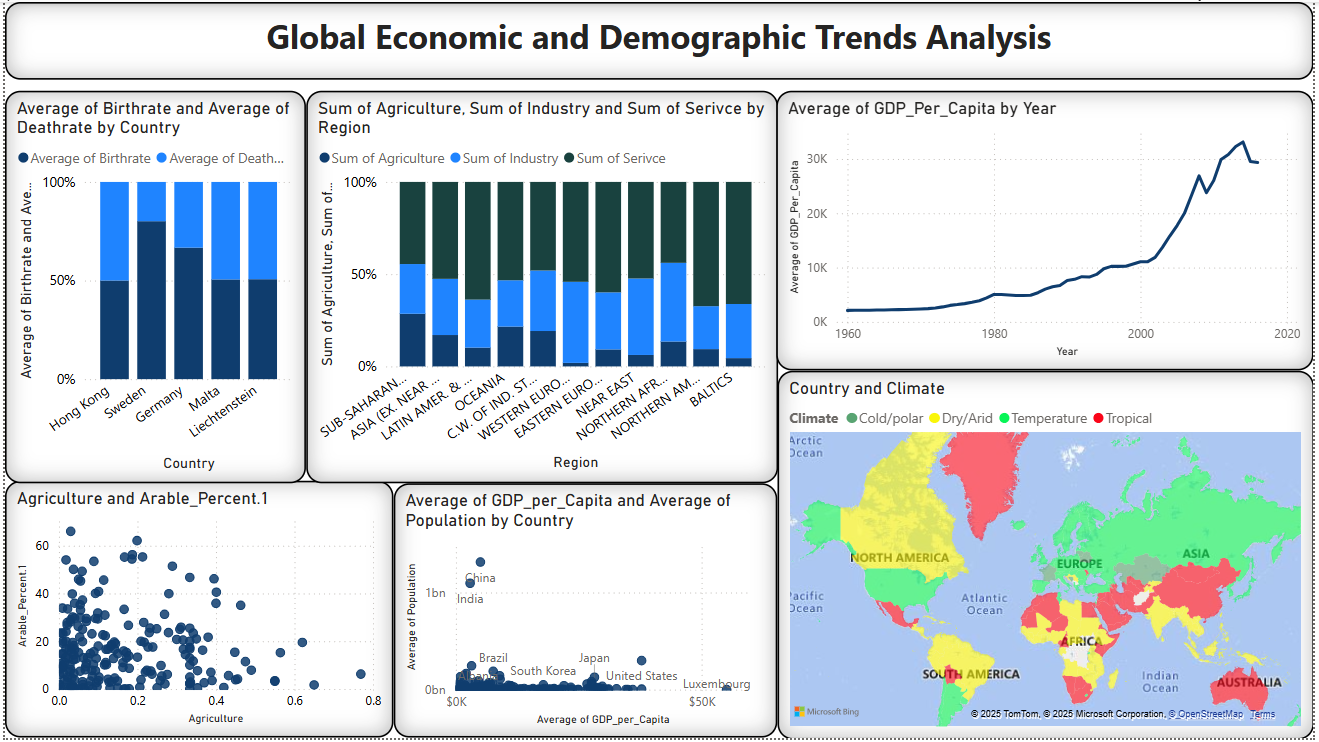 Global Economic and Demographic Trends Analysis
Average of Birthrate and Average of
Deathrate by Country
Average of Birthrate Average of Death...
Average of Birthrate and Ave...
100%
50%
0%
Hong Kong
Sweden
Germany
Malta
Liechtenstein
Country
Sum of Agriculture, Sum of Industry and Sum of Serivce by
Region
Sum of Agriculture Sum of Industry Sum of Serivce
Sum of Agriculture, Sum of...
100%
50%
0%
SUB-SAHARAN...
ASIA (EX. NEAR ...
LATIN AMER. & ...
OCEANIA
C.W. OF IND. ST...
WESTERN EURO...
EASTERN EURO...
NEAR EAST
NORTHERN AFR...
NORTHERN AM...
BALTICS
Region
Average of GDP_Per_Capita by Year
Average of GDP_Per_Capita
30K
20K
10K
0K
1960 1980 2000 2020
Year
Country and Climate
Climate Cold/polar Dry/Arid Temperature Tropical
Arctic
Ocean
NORTH AMERICA
EUROPE
ASIA
Pacific
Ocean
Atlantic
Ocean
AFRICA
SOUTH AMERICA
Indian
Ocean
AUSTRALIA
Microsoft Bing
© 2025 TomTom, © 2025 Microsoft Corporation, © OpenStreetMap Terms
Agriculture and Arable_Percent.1
Arable_Percent.1
60
40
20
0
0.0 0.2 0.4 0.6 0.8
Agriculture
Average of GDP_per_Capita and Average of
Population by Country
Average of Population
1bn
0bn
China
India
Brazil
Albania
South Korea
Japan
United States
Luxembourg
$0K $50K
Average of GDP_per_Capita